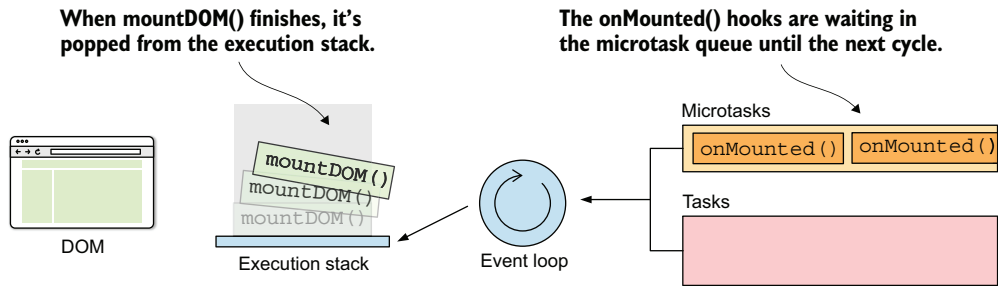 When mountDOM() finishes, it's
popped from the execution stack.
The onMounted() hooks are waiting in
the microtask queue until the next cycle.
Microtasks
onMounted()
onMounted()
mountDOM()
mountDOM()
mountDOM()
Tasks
DOM
Execution stack
Event loop